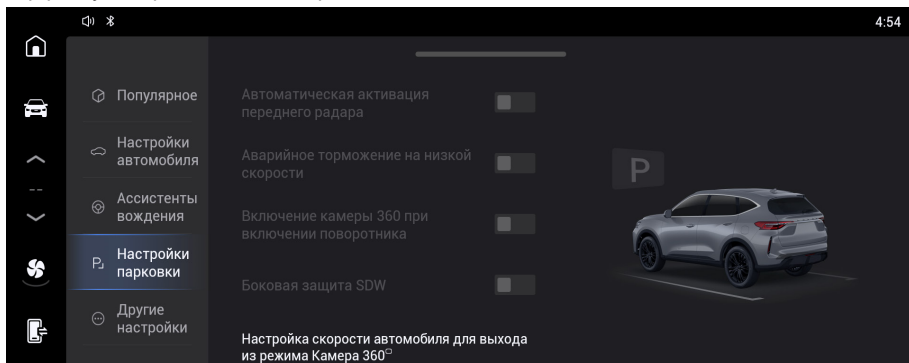 4:54
Популярное
Настройки
автомобиля
Ассистенты
вождения
Настройки
парковки
Другие
настройки
Автоматическая активация
переднего радара
Аварийное торможение на низкой
скорости
Включение камеры 360 при
включении поворотника
Боковая защита SDW
Настройка скорости автомобиля для выхода
из режима Камера 360
--
P